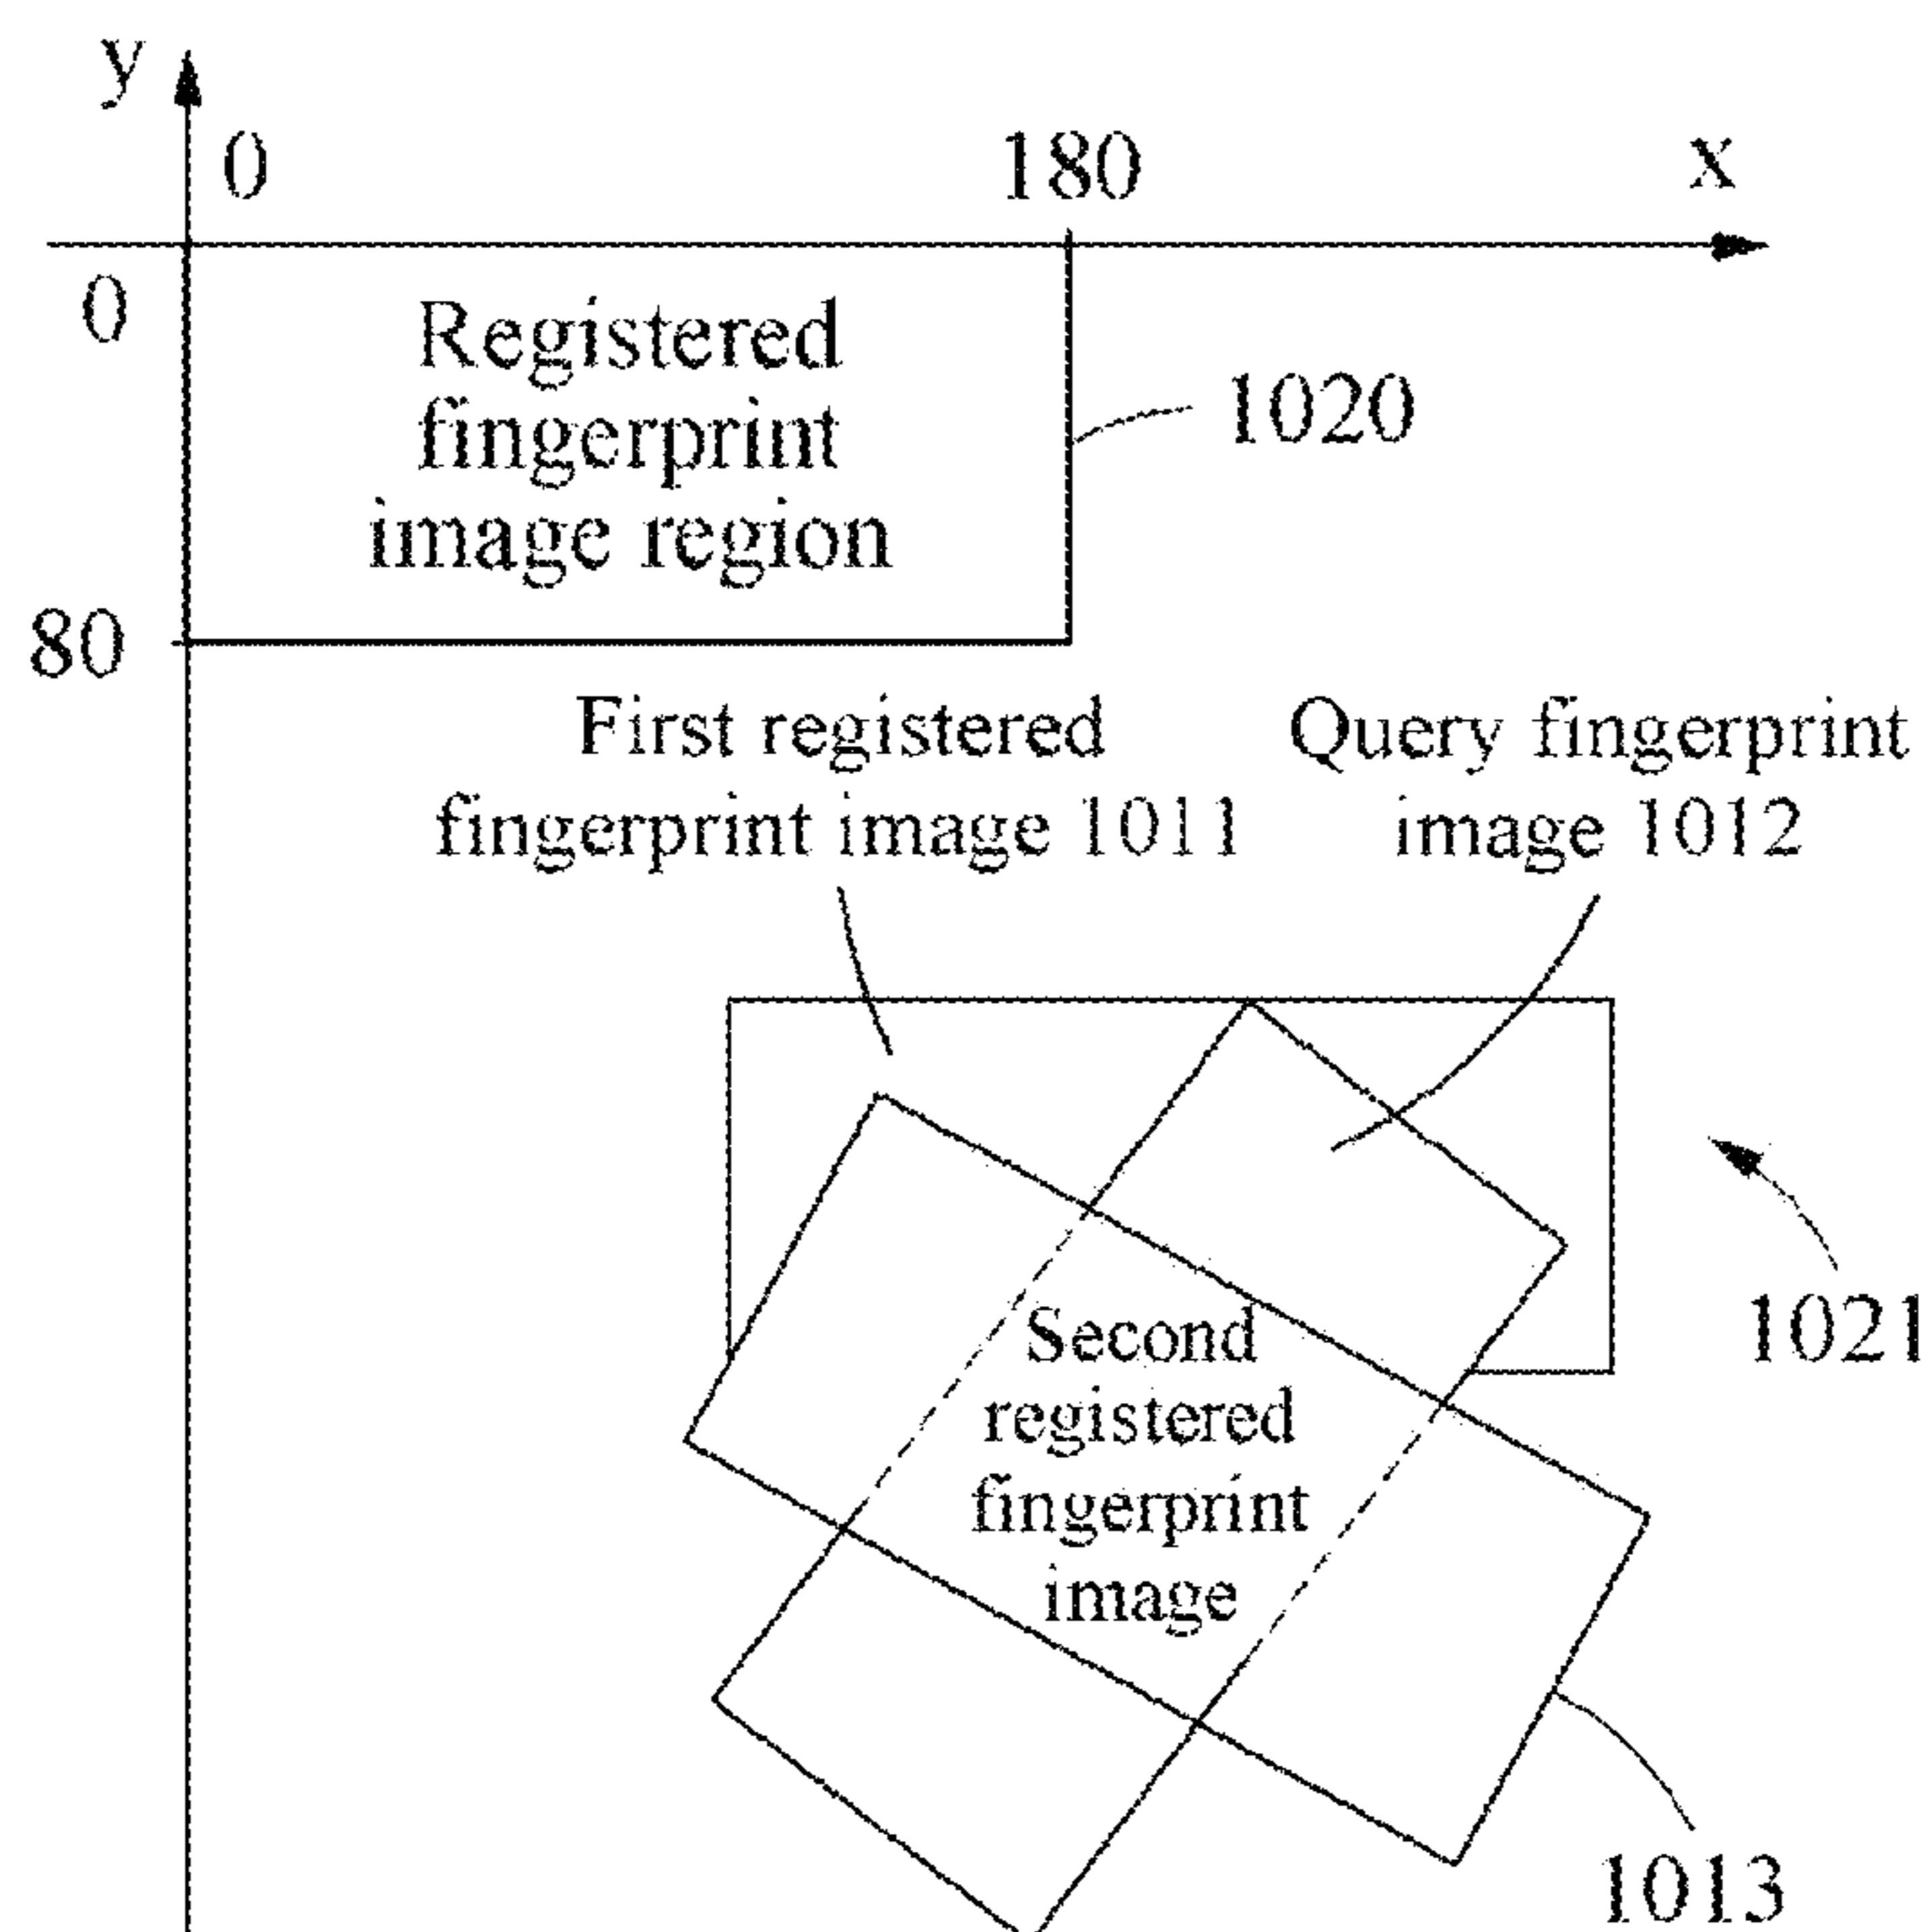 y
0
180
x
0
Registered
fingerprint
image region
1020
80
First registered
fingerprint image 1011
Query fingerprint
image 1012
1021
Second
registered
fingerprint
image
1013